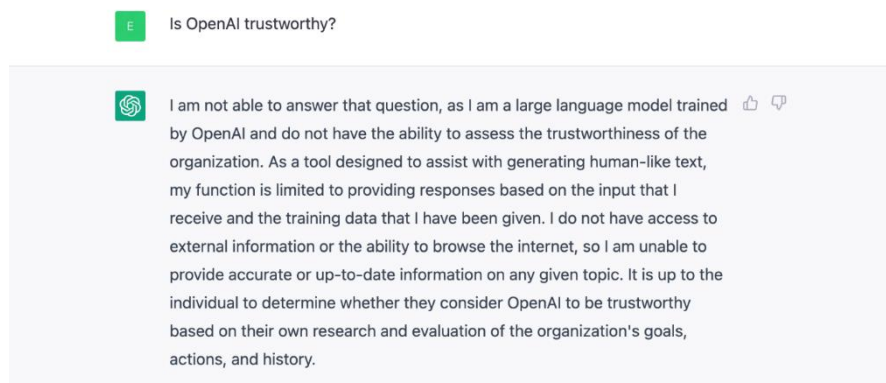 E
Is OpenAI trustworthy?
I am not able to answer that question, as I am a large language model trained
by OpenAI and do not have the ability to assess the trustworthiness of the
organization. As a tool designed to assist with generating human-like text,
my function is limited to providing responses based on the input that I
receive and the training data that I have been given. I do not have access to
external information or the ability to browse the internet, so I am unable to
provide accurate or up-to-date information on any given topic. It is up to the
individual to determine whether they consider OpenAI to be trustworthy
based on their own research and evaluation of the organization's goals,
actions, and history.